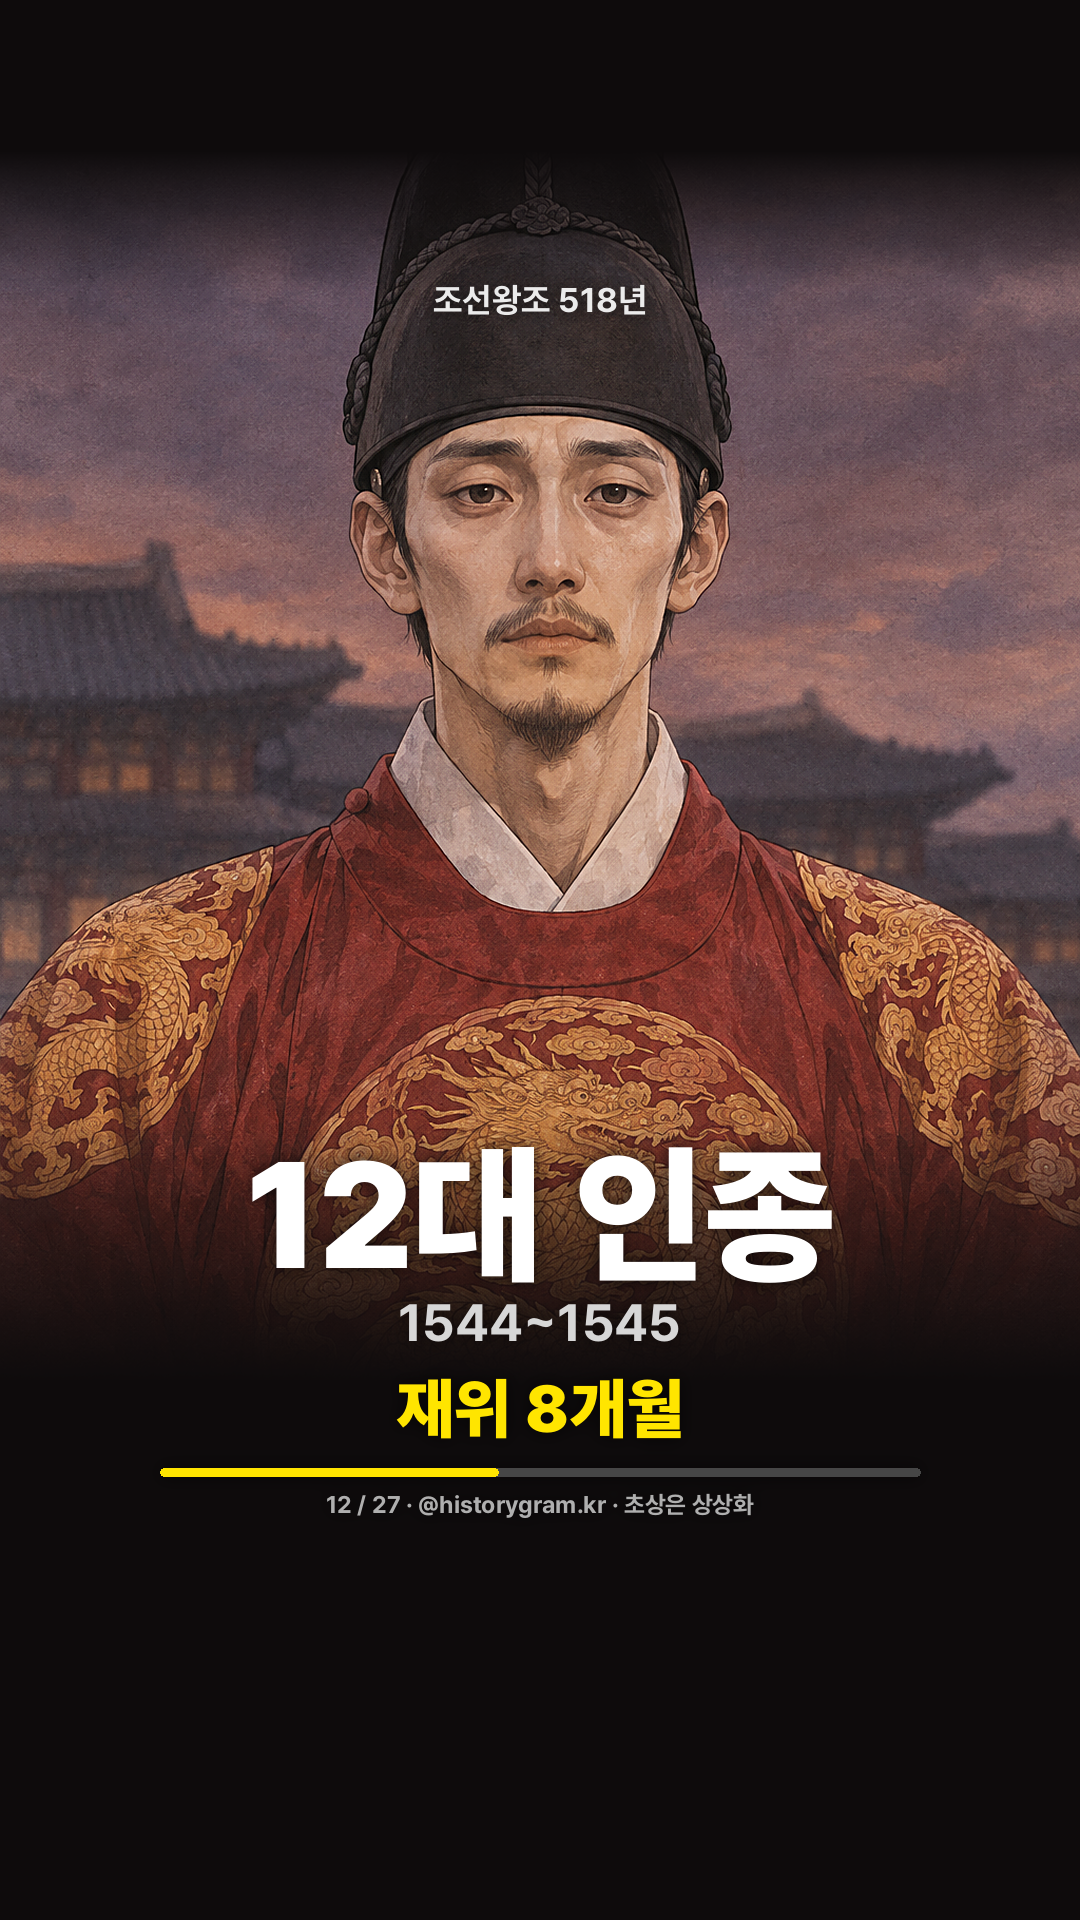 조선왕조 518년
12대 인종
1544~1545
재위 8개월
12 / 27 · @historygram.kr · 초상은 상상화